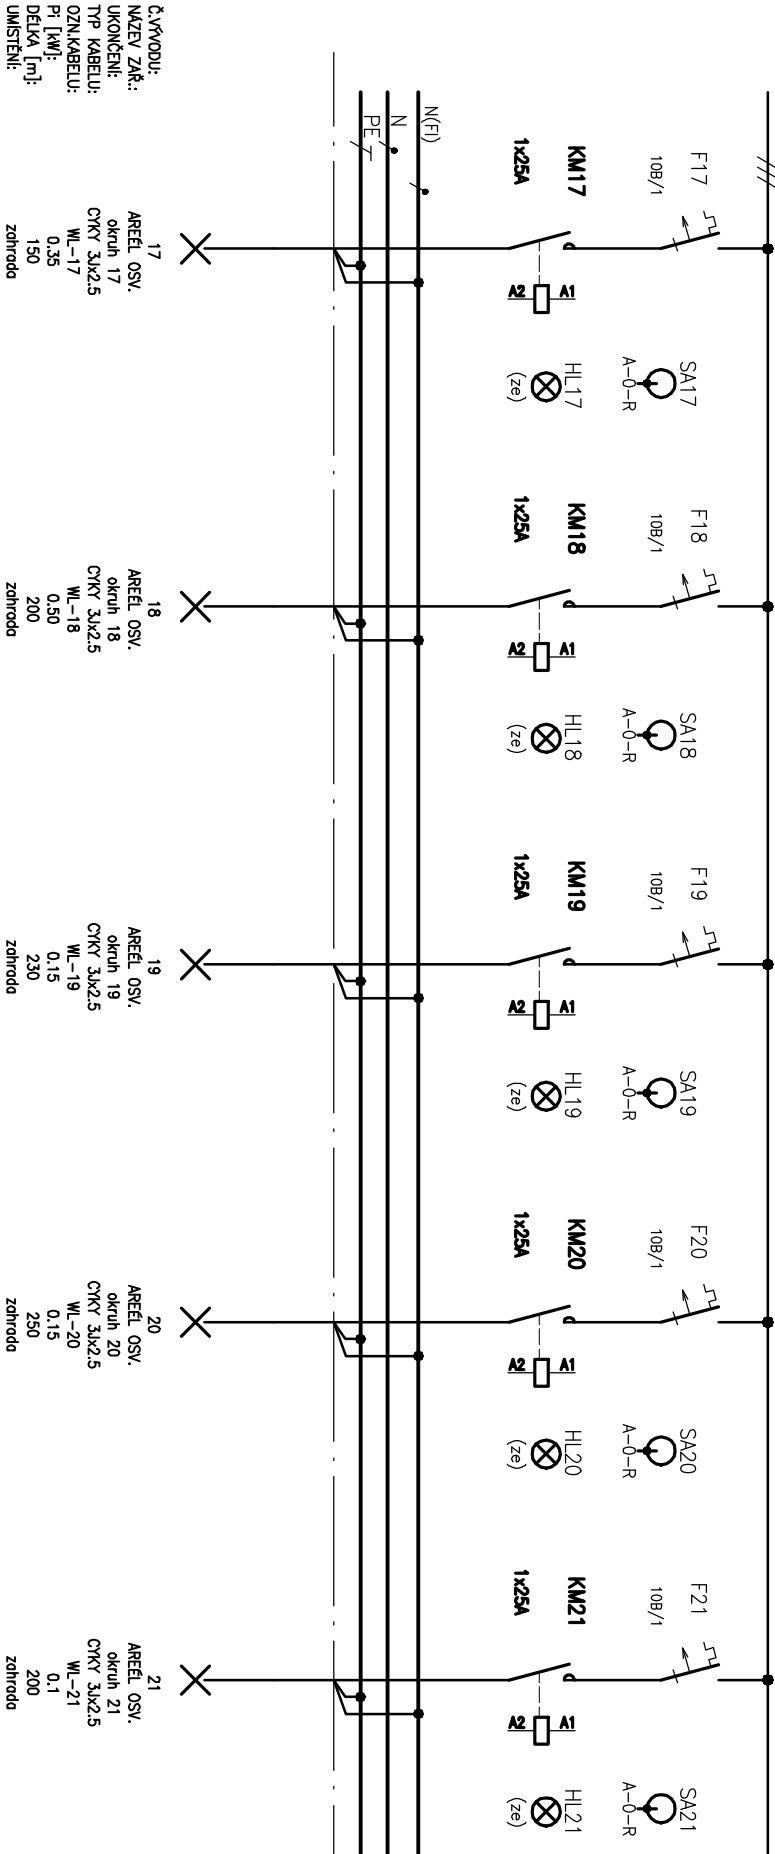 F17
10B/1
KM17
1x25A
A2
A1
SA17
A-0-R
HL17
(ze)
F18
10B/1
KM18
1x25A
A2
A1
SA18
A-0-R
HL18
(ze)
F19
10B/1
KM19
1x25A
A2
A1
SA19
A-0-R
HL19
(ze)
F20
10B/1
KM20
1x25A
A2
A1
SA20
A-0-R
HL20
(ze)
F21
10B/1
KM21
1x25A
A2
A1
SA21
A-0-R
HL21
(ze)
N(FI)
N
PE
Č.VÝVODU: 17 18 19 20 21
NÁZEV ZAŘ.: AREÉL OSV. AREÉL OSV. AREÉL OSV. AREÉL OSV. AREÉL OSV.
UKONČENÍ: okruh 17 okruh 18 okruh 19 okruh 20 okruh 21
TYP KABELU: CYKY 3Jx2.5 CYKY 3Jx2.5 CYKY 3Jx2.5 CYKY 3Jx2.5 CYKY 3Jx2.5
OZN.KABELU: WL-17 WL-18 WL-19 WL-20 WL-21
Pi [kW]: 0.35 0.50 0.15 0.15 0.1
DÉLKA [m]: 150 200 230 250 200
UMÍSTĚNÍ: zahrada zahrada zahrada zahrada zahrada